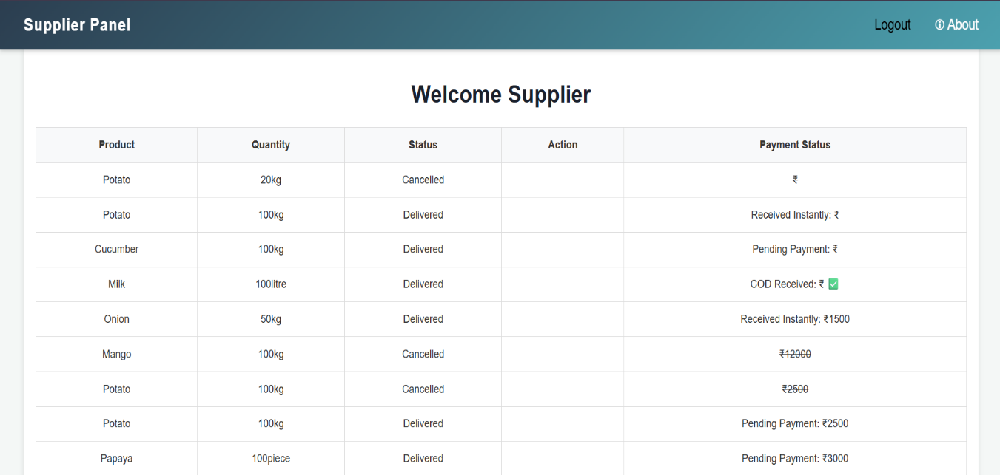 Supplier Panel Logout About
Welcome Supplier
Product Quantity Status Action Payment Status
Potato 20kg Cancelled ₹
Potato 100kg Delivered Received Instantly: ₹
Cucumber 100kg Delivered Pending Payment: ₹
Milk 100litre Delivered COD Received: ₹ ✅
Onion 50kg Delivered Received Instantly: ₹1500
Mango 100kg Cancelled ₹12000
Potato 100kg Cancelled ₹2500
Potato 100kg Delivered Pending Payment: ₹2500
Papaya 100piece Delivered Pending Payment: ₹3000